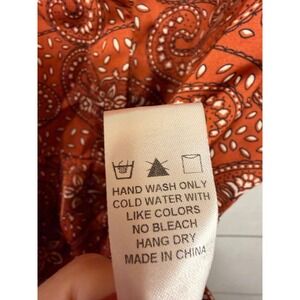 HAND WASH ONLY
COLD WATER WITH
LIKE COLORS
NO BLEACH
HANG DRY
MADE IN CHINA